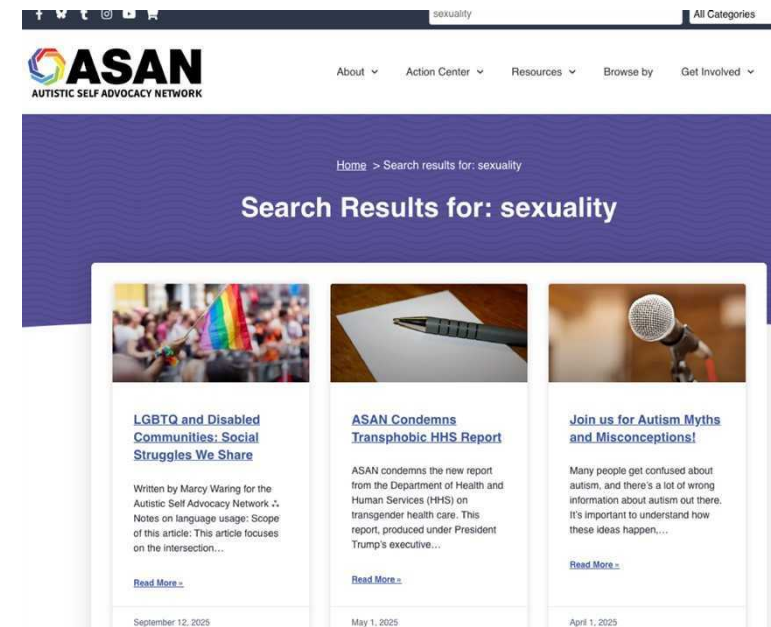 sexuality
All Categories
ASAN
AUTISTIC SELF ADVOCACY NETWORK
About
Action Center
Resources
Browse by
Get Involved
Home > Search results for: sexuality
Search Results for: sexuality
LGBTQ and Disabled
Communities: Social
Struggles We Share
Written by Marcy Waring for the
Autistic Self Advocacy Network ∴
Notes on language usage: Scope
of this article: This article focuses
on the intersection…
Read More »
September 12, 2025
ASAN Condemns
Transphobic HHS Report
ASAN condemns the new report
from the Department of Health and
Human Services (HHS) on
transgender health care. This
report, produced under President
Trump’s executive…
Read More »
May 1, 2025
Join us for Autism Myths
and Misconceptions!
Many people get confused about
autism, and there’s a lot of wrong
information about autism out there.
It’s important to understand how
these ideas happen,…
Read More »
April 1, 2025